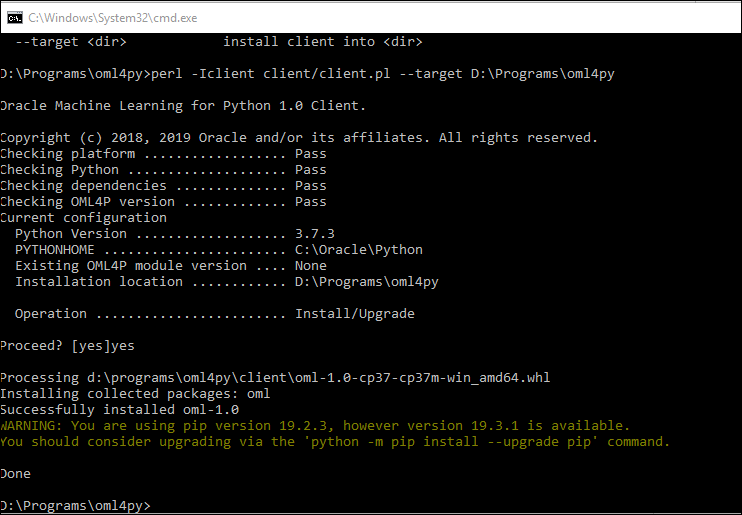 C:\Windows\System32\cmd.exe
--target <dir>            install client into <dir>
D:\Programs\oml4py>perl -Iclient client/client.pl --target D:\Programs\oml4py
Oracle Machine Learning for Python 1.0 Client.
Copyright (c) 2018, 2019 Oracle and/or its affiliates. All rights reserved.
Checking platform .................. Pass
Checking Python .................... Pass
Checking dependencies .............. Pass
Checking OML4P version ............. Pass
Current configuration
  Python Version ................... 3.7.3
  PYTHONHOME ....................... C:\Oracle\Python
  Existing OML4P module version .... None
  Installation location ............ D:\Programs\oml4py
  Operation ........................ Install/Upgrade
Proceed? [yes]yes
Processing d:\programs\oml4py\client\oml-1.0-cp37-cp37m-win_amd64.whl
Installing collected packages: oml
Successfully installed oml-1.0
WARNING: You are using pip version 19.2.3, however version 19.3.1 is available.
You should consider upgrading via the 'python -m pip install --upgrade pip' command.
Done
D:\Programs\oml4py>